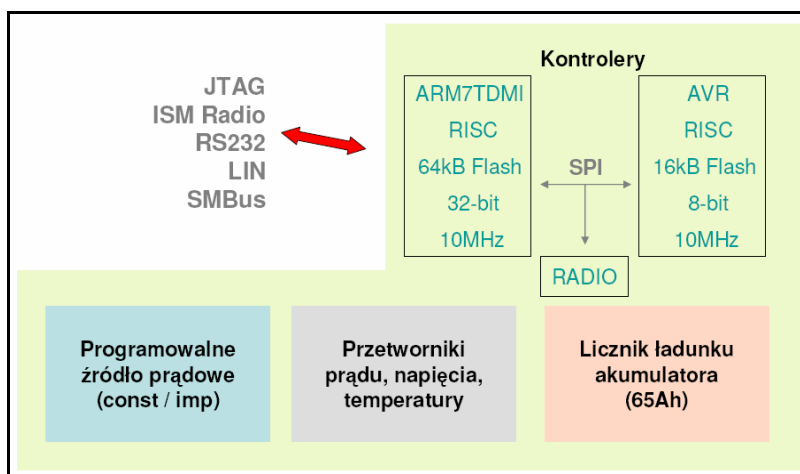 JTAG
ISM Radio
RS232
LIN
SMBus
Kontrolery
ARM7TDMI
RISC
64kB Flash
32-bit
10MHz
SPI
AVR
RISC
16kB Flash
8-bit
10MHz
RADIO
Programowalne
źródło prądowe
(const / imp)
Przetworniki
prądu, napięcia,
temperatury
Licznik ładunku
akumulatora
(65Ah)